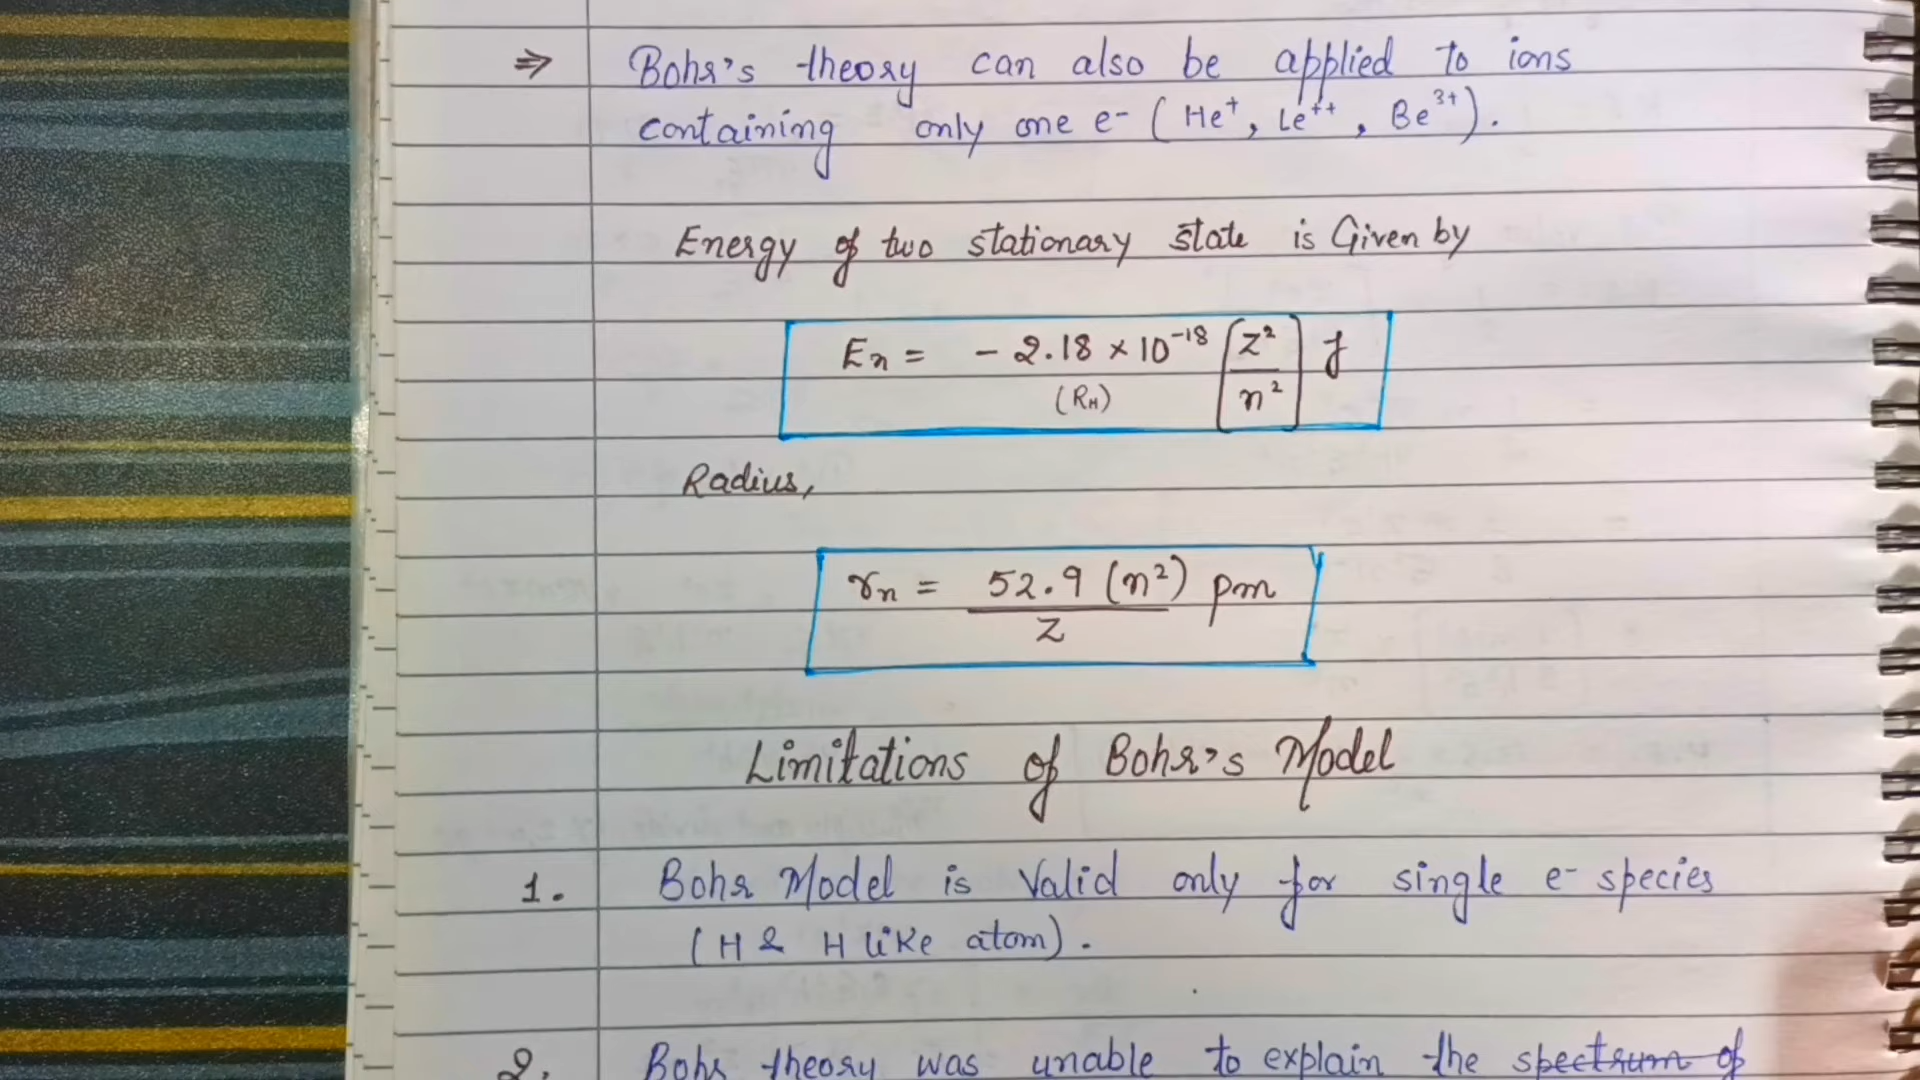 ⇒ Bohr's theory can also be applied to ions
containing only one e- (He⁺, Le⁺⁺, Be³⁺).
Energy of two stationary state is Given by
En = - 2.18 × 10⁻¹⁸ (Z²/n²) J
(RH)
Radius,
rn = 52.9 (n²) pm
Z
Limitations of Bohr's Model
1. Bohr Model is Valid only for single e- species
(H & H like atom).
2. Bohr theory was unable to explain the spectrum of